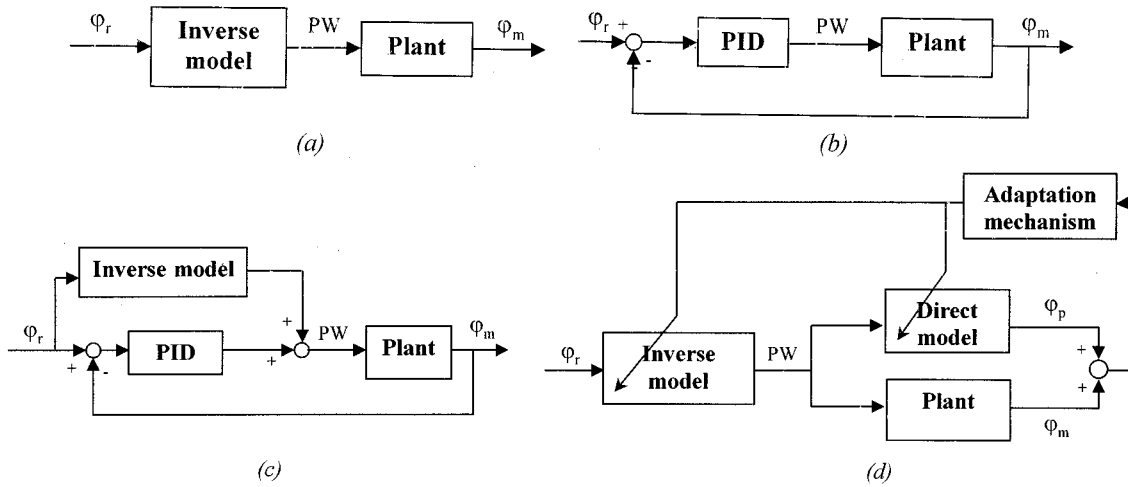 φr Inverse model PW Plant φm
(a)
φr + - PID PW Plant φm
(b)
Inverse model
φr + - PID + + PW Plant φm
(c)
Adaptation mechanism
φr Inverse model PW Direct model φp + +
Plant φm
(d)